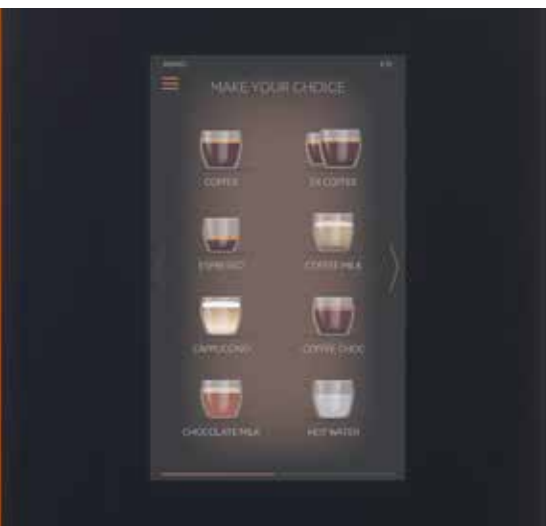 MAKE YOUR CHOICE
COFFEE
2X COFFEE
ESPRESSO
COFFEE MILK
CAPPUCCINO
COFFEE CHOC
CHOCOLATE MILK
HOT WATER